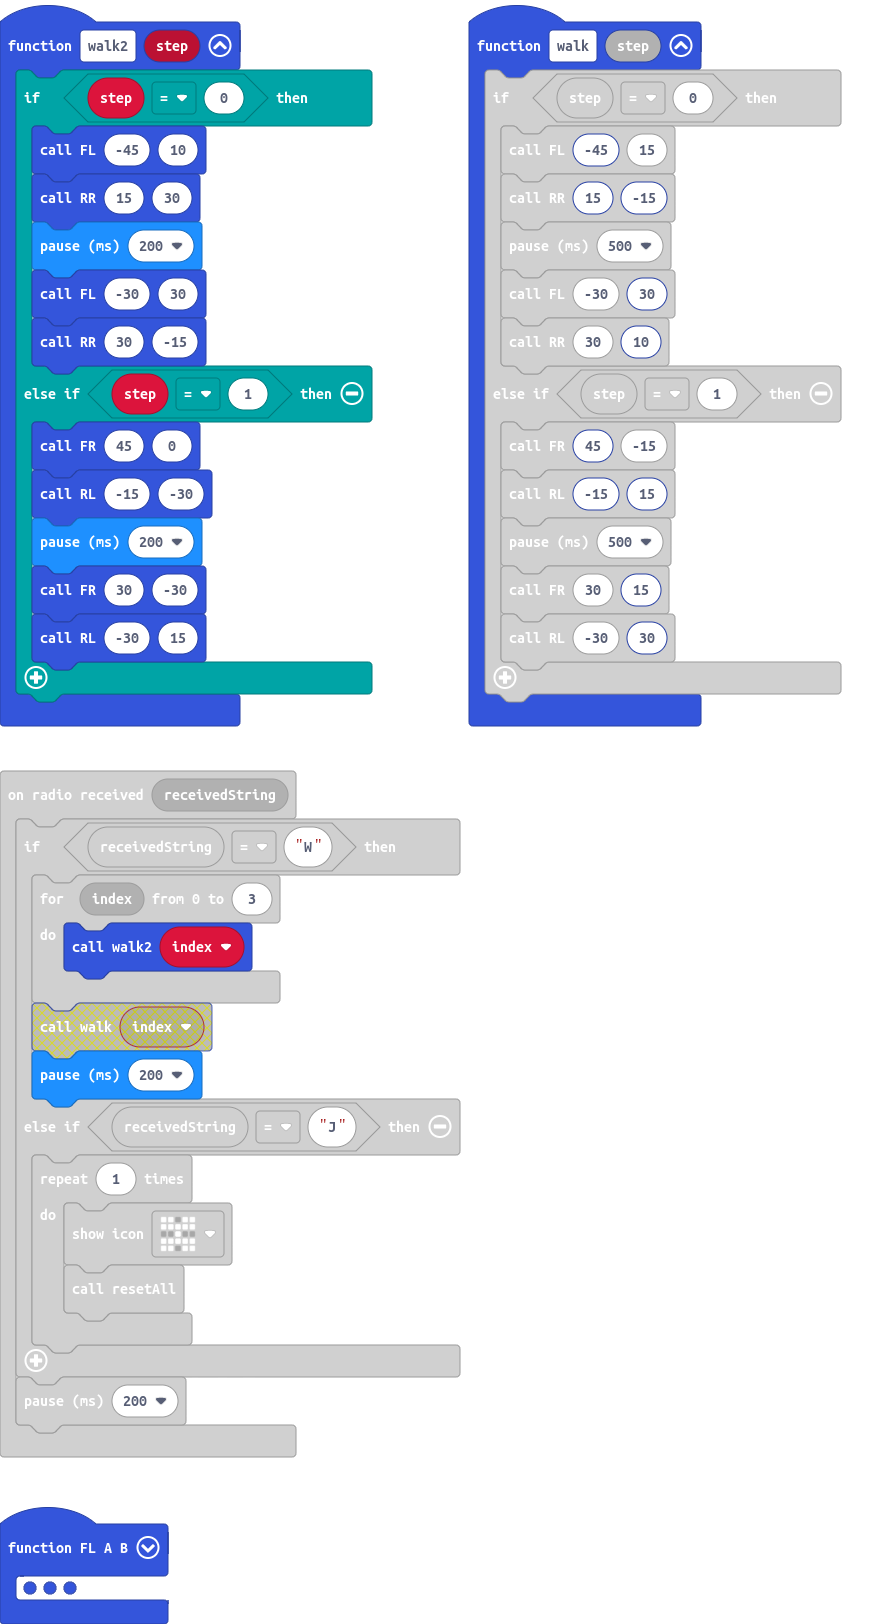 function walk2 step
if step = 0 then
call FL -45 10
call RR 15 30
pause (ms) 200
call FL -30 30
call RR 30 -15
else if step = 1 then
call FR 45 0
call RL -15 -30
pause (ms) 200
call FR 30 -30
call RL -30 15
function walk step
if step = 0 then
call FL -45 15
call RR 15 -15
pause (ms) 500
call FL -30 30
call RR 30 10
else if step = 1 then
call FR 45 -15
call RL -15 15
pause (ms) 500
call FR 30 15
call RL -30 30
on radio received receivedString
if receivedString = "W" then
for index from 0 to 3
do
call walk2 index
call walk index
pause (ms) 200
else if receivedString = "J" then
repeat 1 times
do
show icon
call resetAll
pause (ms) 200
function FL A B